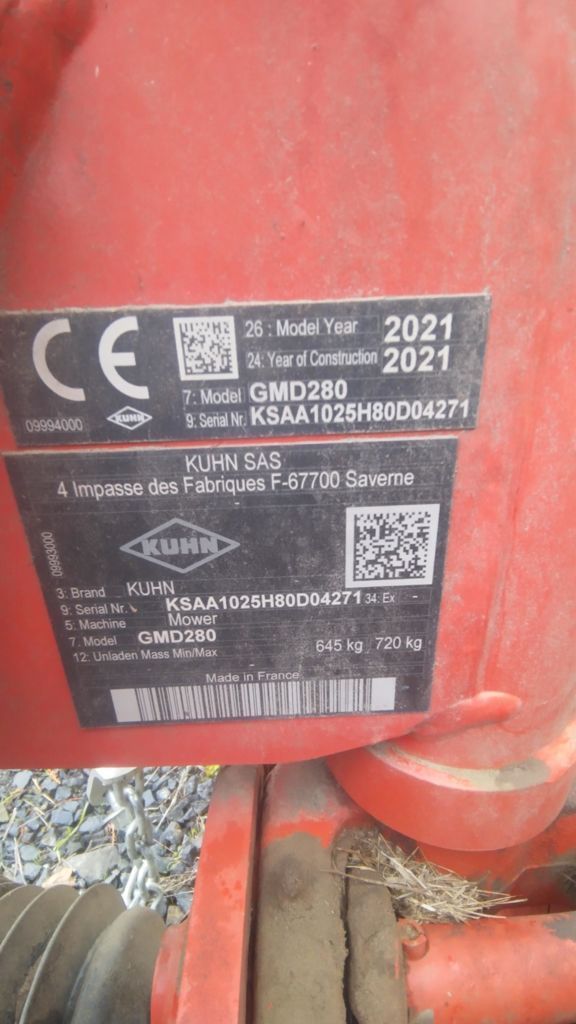 CE
26 : Model Year 2021
24: Year of Construction 2021
7: Model GMD280
9: Serial Nr. KSAA1025H80D04271
09994000
KUHN
KUHN SAS
4 Impasse des Fabriques F-67700 Saverne
KUHN
09993000
3: Brand KUHN
9: Serial Nr. KSAA1025H80D04271 34: Ex -
5: Machine Mower
7. Model GMD280
12: Unladen Mass Min/Max 645 kg 720 kg
Made in France